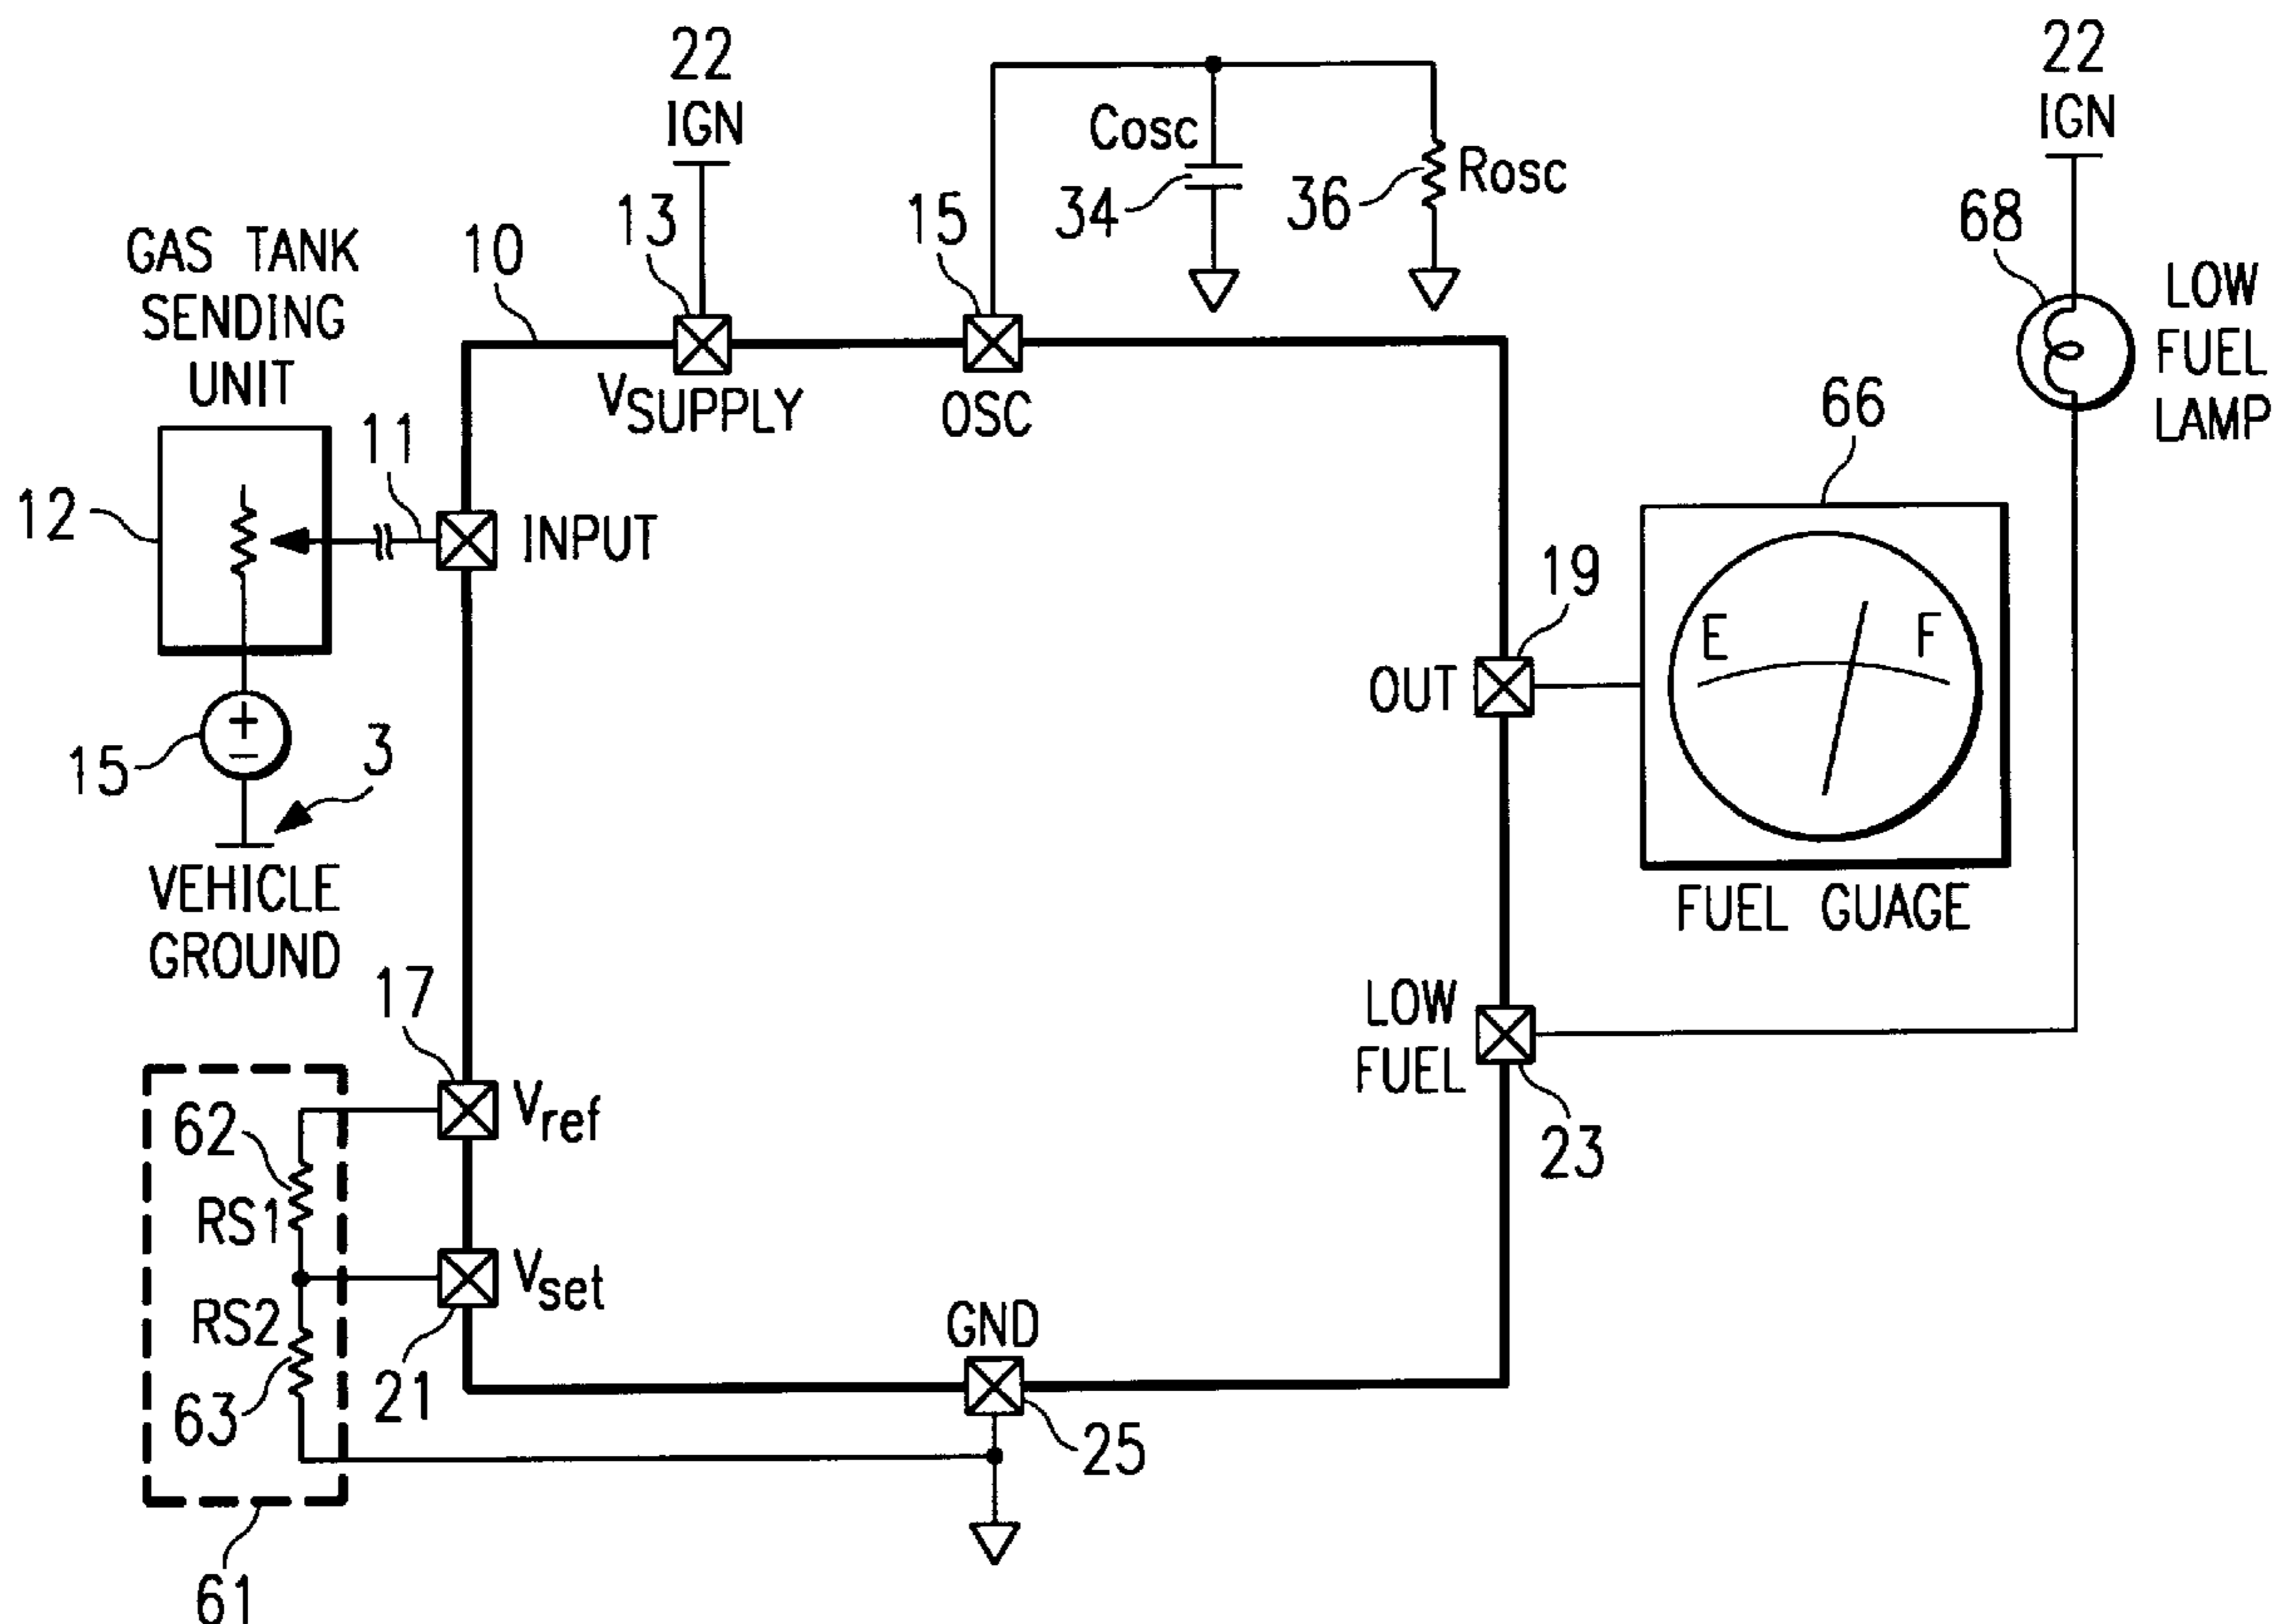 22
IGN
22
IGN
Cosc
34
36
Rosc
13
15
10
GAS TANK
SENDING
UNIT
68
LOW
FUEL
LAMP
VSUPPLY
OSC
66
11
12
INPUT
19
E
F
OUT
15
3
VEHICLE
GROUND
FUEL GUAGE
17
LOW
FUEL
23
62
Vref
RS1
Vset
RS2
GND
63
21
25
61